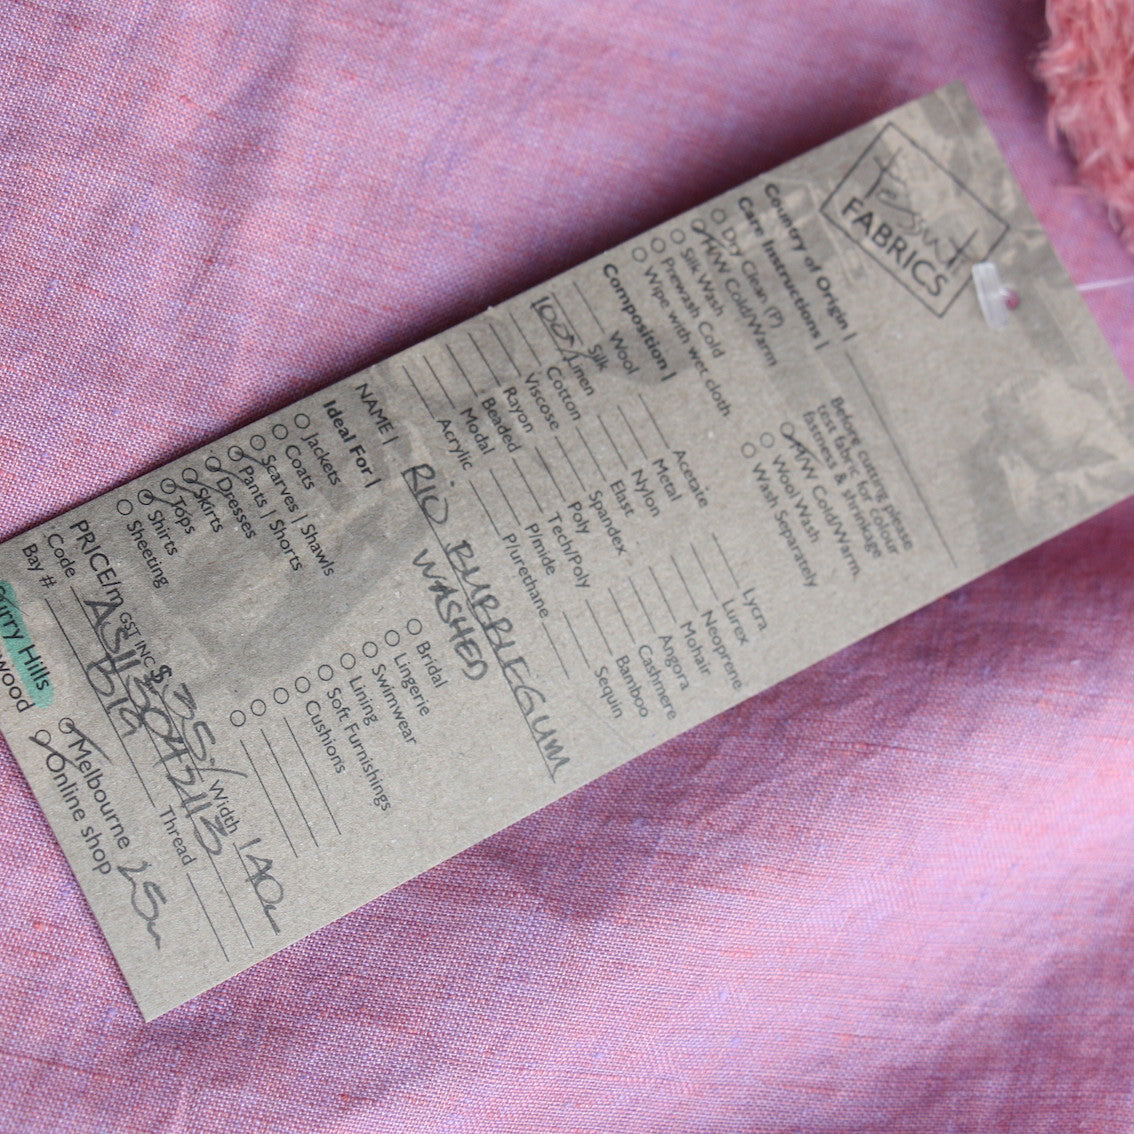 tessuti
FABRICS
Country of Origin |
Care Instructions |
Dry Clean (P)
H/W Cold/Warm
Silk Wash
Prewash Cold
Wipe with wet cloth
Before cutting please
test fabric for colour
fastness & shrinkage
H/W Cold/Warm
Wool Wash
Wash Separately
Composition |
Wool
Silk
100% Linen
Cotton
Viscose
Rayon
Beaded
Modal
Acrylic
Acetate
Metal
Nylon
Elast
Spandex
Poly
Tech/Poly
P/mide
P/urethane
Lycra
Lurex
Neoprene
Mohair
Angora
Cashmere
Bamboo
Sequin
NAME | RIO BUBBLEGUM
WASHED
Ideal For |
Jackets
Coats
Scarves | Shawls
Pants | Shorts
Dresses
Skirts
Tops
Shirts
Sheeting
Bridal
Lingerie
Swimwear
Lining
Soft Furnishings
Cushions
PRICE/m GST INC $ 35.- Width 140
Code
Bay # Thread
urry Hills
wood
Melbourne
Online shop